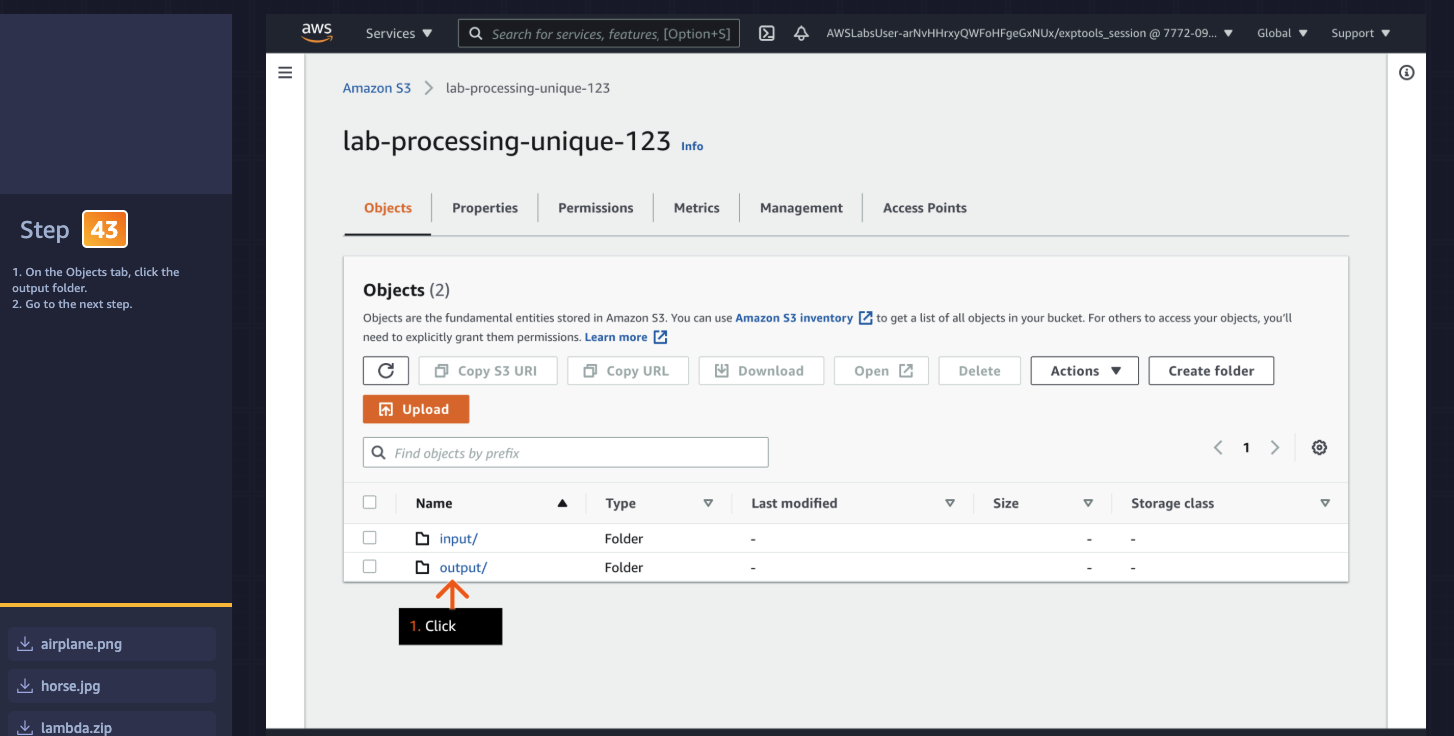 aws
Services
Search for services, features, [Option+S]
AWSLabsUser-arNvHHrxyQWFoHFgeGxNUx/exptools_session @ 7772-09...
Global
Support
Step 43
1. On the Objects tab, click the
output folder.
2. Go to the next step.
airplane.png
horse.jpg
lambda.zip
Amazon S3 lab-processing-unique-123
lab-processing-unique-123 Info
Objects Properties Permissions Metrics Management Access Points
Objects (2)
Objects are the fundamental entities stored in Amazon S3. You can use Amazon S3 inventory to get a list of all objects in your bucket. For others to access your objects, you'll
need to explicitly grant them permissions. Learn more
Copy S3 URI Copy URL Download Open Delete Actions Create folder
Upload
Find objects by prefix
1
Name Type Last modified Size Storage class
input/ Folder - - -
output/ Folder - - -
1. Click